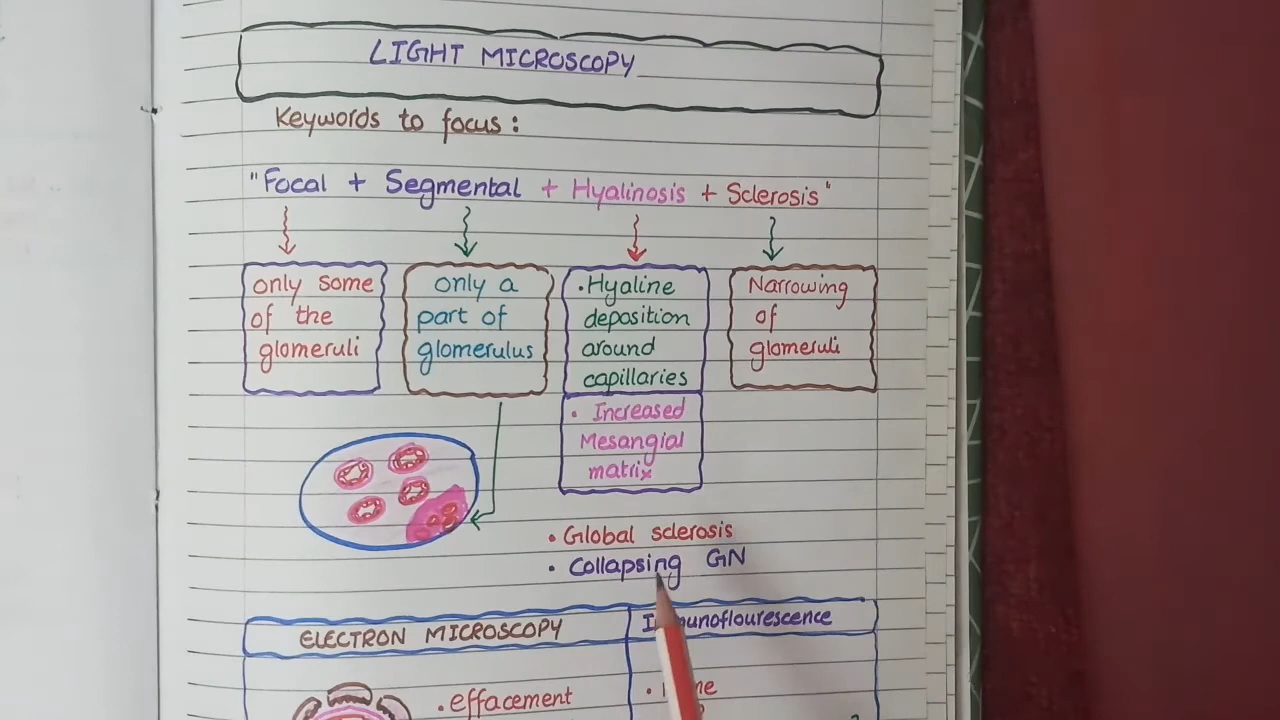 LIGHT MICROSCOPY
Keywords to focus:
"Focal + Segmental + Hyalinosis + Sclerosis"
only some
of the
glomeruli
only a
part of
glomerulus
•Hyaline
deposition
around
capillaries
• Increased
Mesangial
matrix
Narrowing
of
glomeruli
• Global sclerosis
• Collapsing GN
ELECTRON MICROSCOPY
• effacement